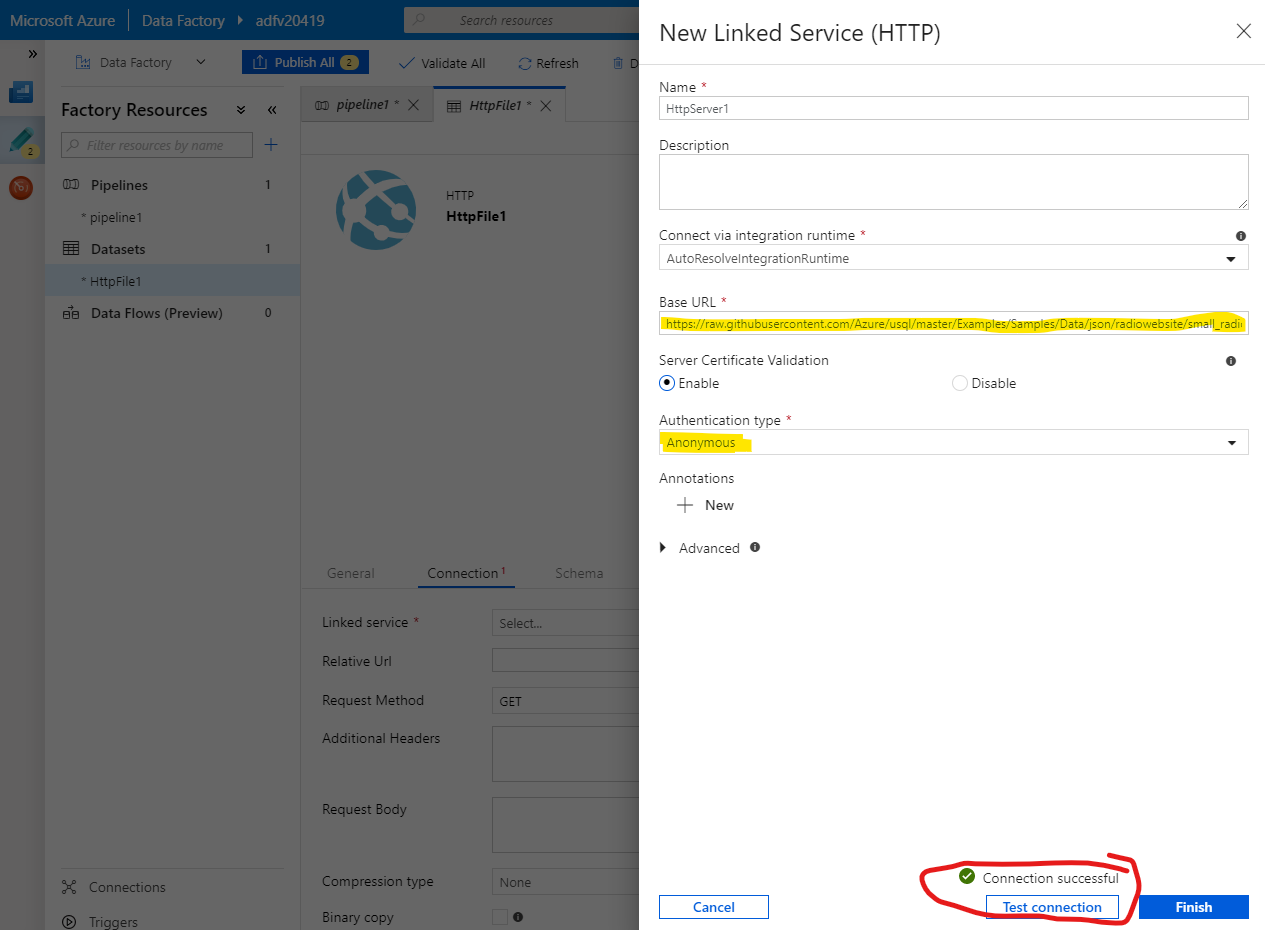 Microsoft Azure Data Factory adfv20419 Search resources
» Data Factory Publish All 2 Validate All Refresh D
Factory Resources
Filter resources by name
2
Pipelines 1
* pipeline1
Datasets 1
* HttpFile1
Data Flows (Preview) 0
Connections
Triggers
pipeline1 *
HttpFile1 *
HTTP
HttpFile1
General Connection 1 Schema
Linked service * Select...
Relative Url
Request Method GET
Additional Headers
Request Body
Compression type None
Binary copy
New Linked Service (HTTP)
Name *
HttpServer1
Description
Connect via integration runtime *
AutoResolveIntegrationRuntime
Base URL *
https://raw.githubusercontent.com/Azure/usql/master/Examples/Samples/Data/json/radiowebsite/small_radi
Server Certificate Validation
Enable Disable
Authentication type *
Anonymous
Annotations
New
Advanced
Connection successful
Cancel Test connection Finish